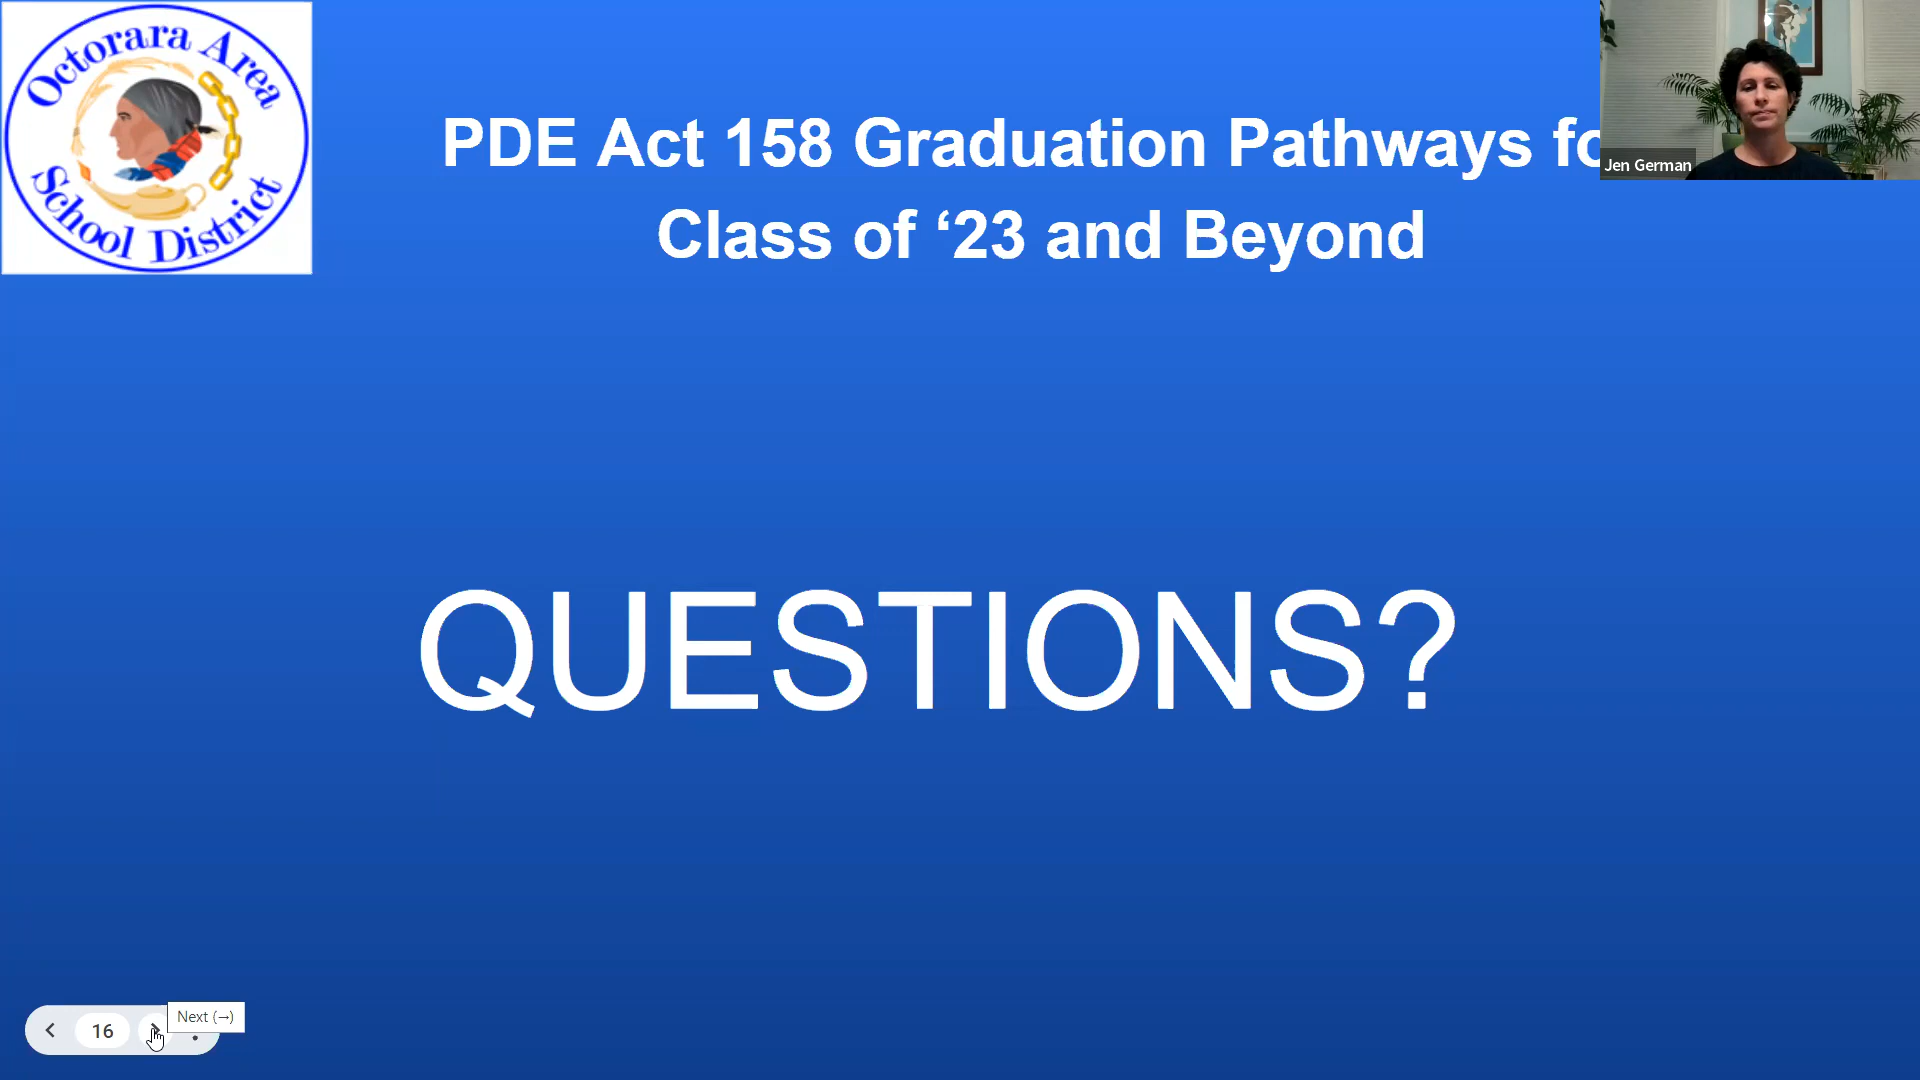 Octorara Area
School District
PDE Act 158 Graduation Pathways fo
Class of ‘23 and Beyond
Jen German
QUESTIONS?
16
Next (→)